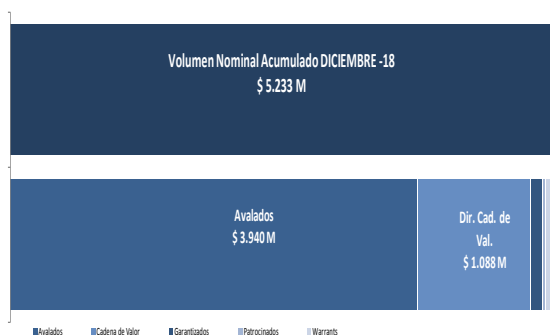 Volumen Nominal Acumulado DICIEMBRE -18
$ 5.233 M
Avalados
$ 3.940 M
Dir. Cad. de
Val.
$ 1.088 M
Avalados Cadena de Valor Garantizados Patrocinados Warrants